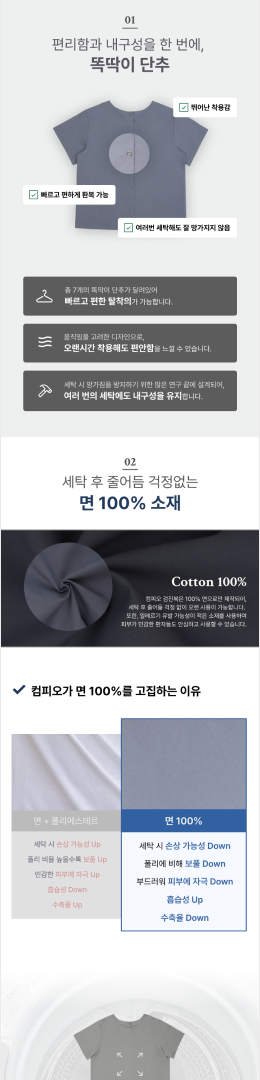 01
편리함과 내구성을 한 번에,
똑딱이 단추
뛰어난 착용감
빠르고 편하게 환복 가능
여러번 세탁해도 잘 망가지지 않음
총 7개의 똑딱이 단추가 달려있어
빠르고 편한 탈착의가 가능합니다.
움직임을 고려한 디자인으로,
오랜시간 착용해도 편안함을 느낄 수 있습니다.
세탁 시 망가짐을 방지하기 위한 많은 연구 끝에 설계되어,
여러 번의 세탁에도 내구성을 유지합니다.
02
세탁 후 줄어듬 걱정없는
면 100% 소재
Cotton 100%
컴피오 검진복은 100% 면으로만 제작되어,
세탁 후 줄어듦 걱정 없이 오랜 사용이 가능합니다.
또한, 알레르기 유발 가능성이 적은 소재를 사용하여
피부가 민감한 환자들도 안심하고 사용할 수 있습니다.
컴피오가 면 100%를 고집하는 이유
면 + 폴리에스테르
세탁 시 손상 가능성 Up
폴리 비율 높을수록 보풀 Up
민감한 피부에 자극 Up
흡습성 Down
수축율 Up
면 100%
세탁 시 손상 가능성 Down
폴리에 비해 보풀 Down
부드러워 피부에 자극 Down
흡습성 Up
수축율 Down